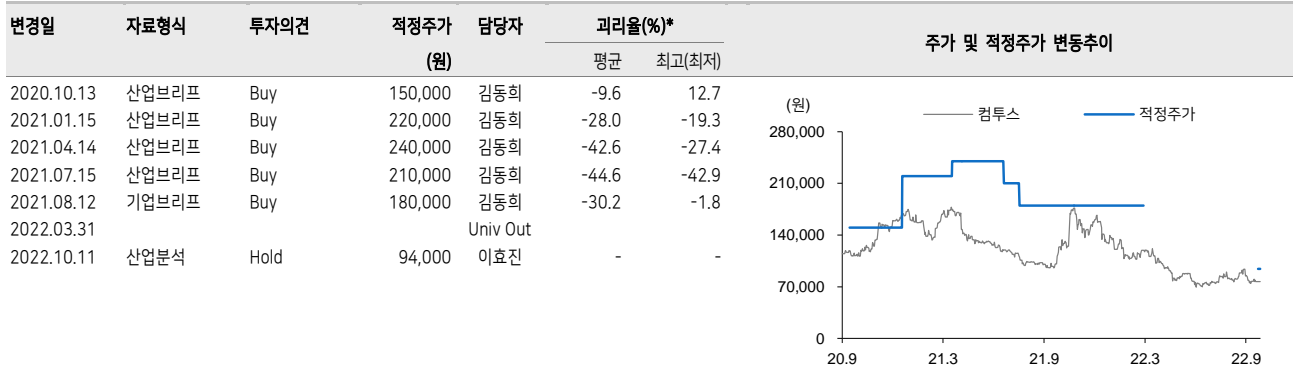 변경일 자료형식 투자의견 적정주가 담당자 괴리율(%)* 주가 및 적정주가 변동추이
(원) 평균 최고(최저)
2020.10.13 산업브리프 Buy 150,000 김동희 -9.6 12.7
2021.01.15 산업브리프 Buy 220,000 김동희 -28.0 -19.3
2021.04.14 산업브리프 Buy 240,000 김동희 -42.6 -27.4
2021.07.15 산업브리프 Buy 210,000 김동희 -44.6 -42.9
2021.08.12 기업브리프 Buy 180,000 김동희 -30.2 -1.8
2022.03.31 Univ Out
2022.10.11 산업분석 Hold 94,000 이효진 - -
(원)
컴투스 적정주가
280,000
210,000
140,000
70,000
0
20.9 21.3 21.9 22.3 22.9